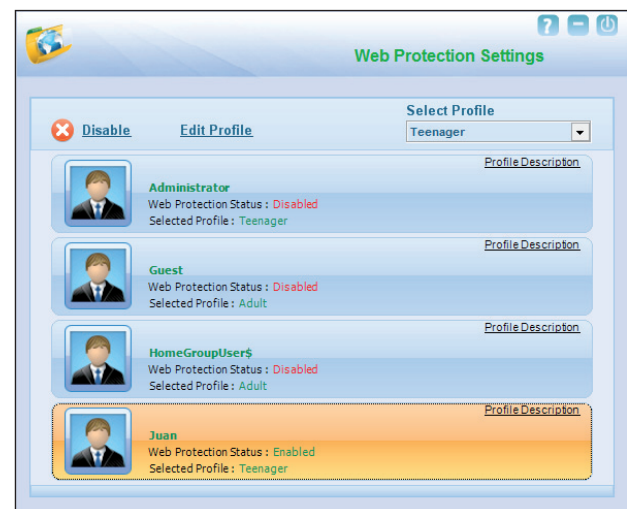 ?
Web Protection Settings
Select Profile
Disable Edit Profile Teenager
Profile Description
Administrator
Web Protection Status : Disabled
Selected Profile : Teenager
Profile Description
Guest
Web Protection Status : Disabled
Selected Profile : Adult
Profile Description
HomeGroupUser$
Web Protection Status : Disabled
Selected Profile : Adult
Profile Description
Juan
Web Protection Status : Enabled
Selected Profile : Teenager